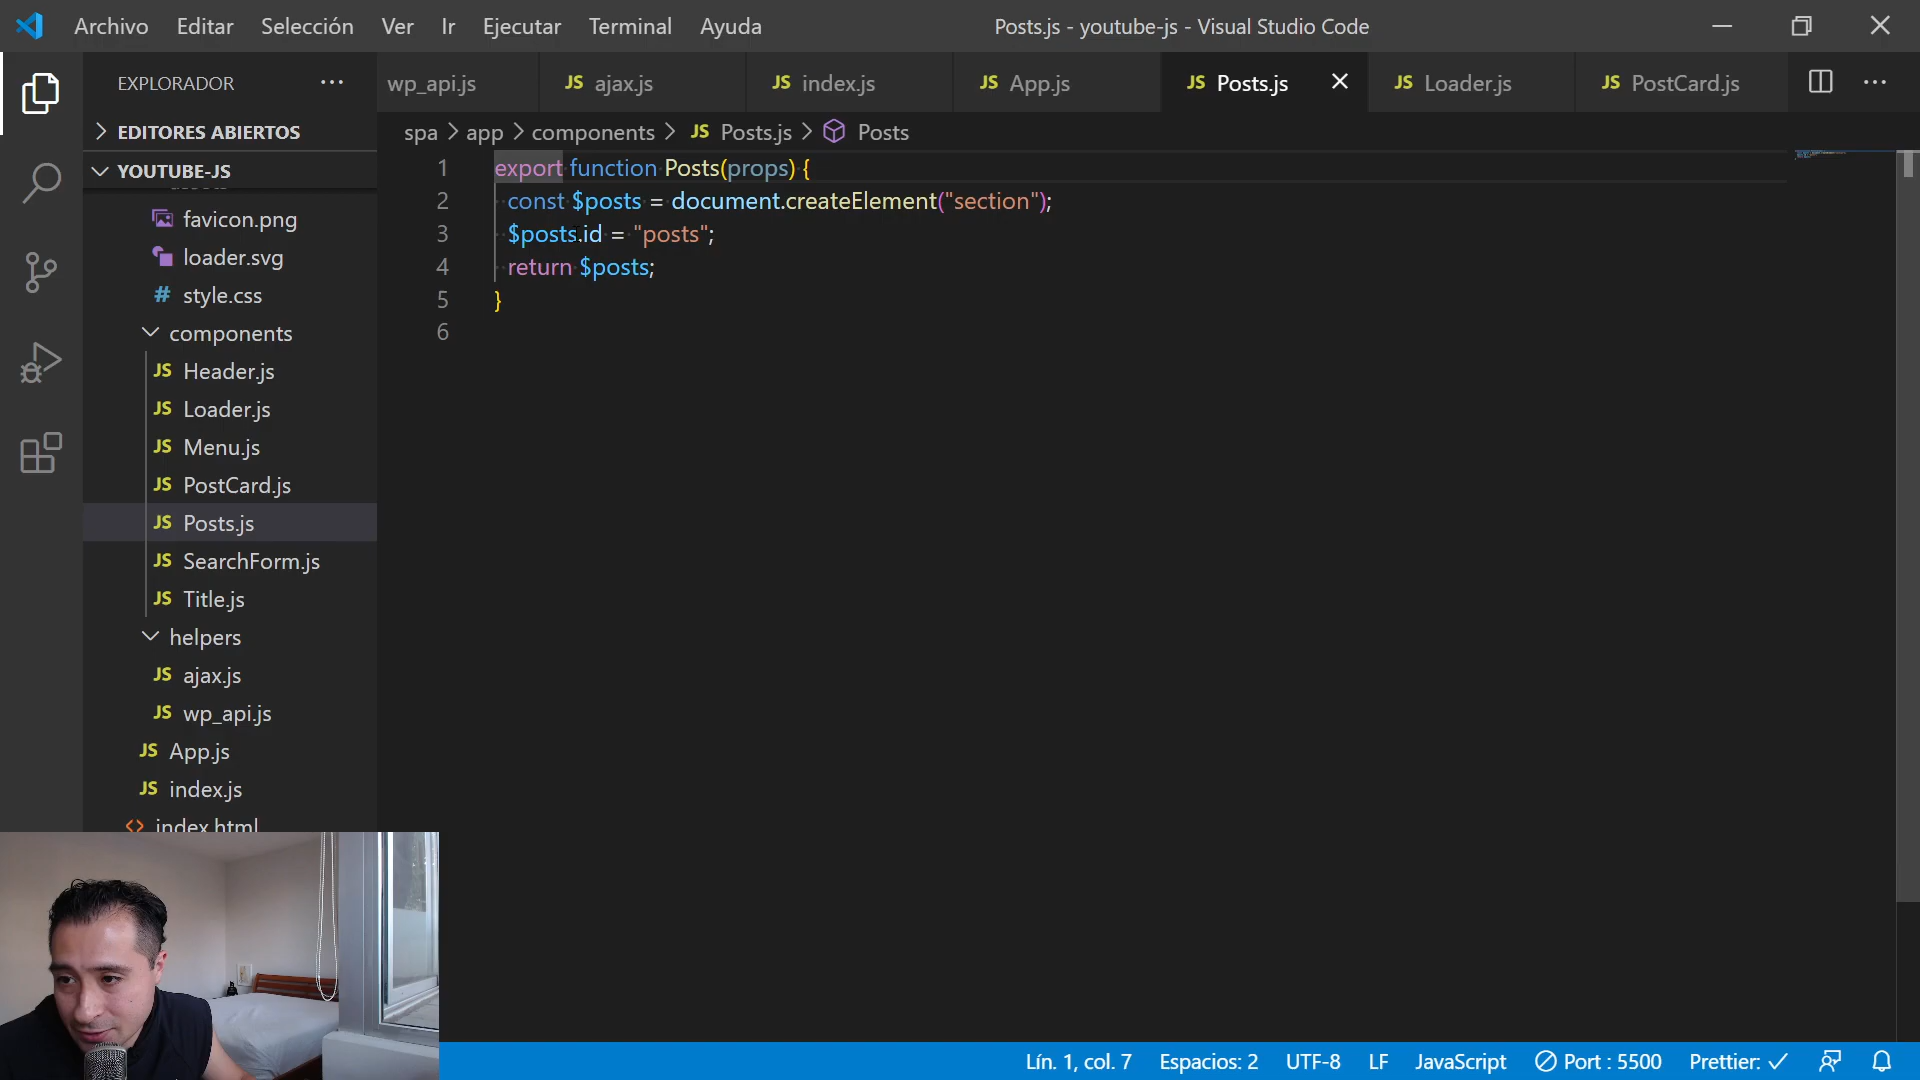 Archivo Editar Selección Ver Ir Ejecutar Terminal Ayuda
Posts.js - youtube-js - Visual Studio Code
EXPLORADOR
wp_api.js
JS ajax.js
JS index.js
JS App.js
JS Posts.js
JS Loader.js
JS PostCard.js
EDITORES ABIERTOS
spa > app > components > JS Posts.js > Posts
YOUTUBE-JS
favicon.png
loader.svg
# style.css
components
JS Header.js
JS Loader.js
JS Menu.js
JS PostCard.js
JS Posts.js
JS SearchForm.js
JS Title.js
helpers
JS ajax.js
JS wp_api.js
JS App.js
JS index.js
<> index.html
1 export function Posts(props) {
2 const $posts = document.createElement("section");
3 $posts.id = "posts";
4 return $posts;
5 }
6
Lín. 1, col. 7 Espacios: 2 UTF-8 LF JavaScript Port : 5500 Prettier: ✓